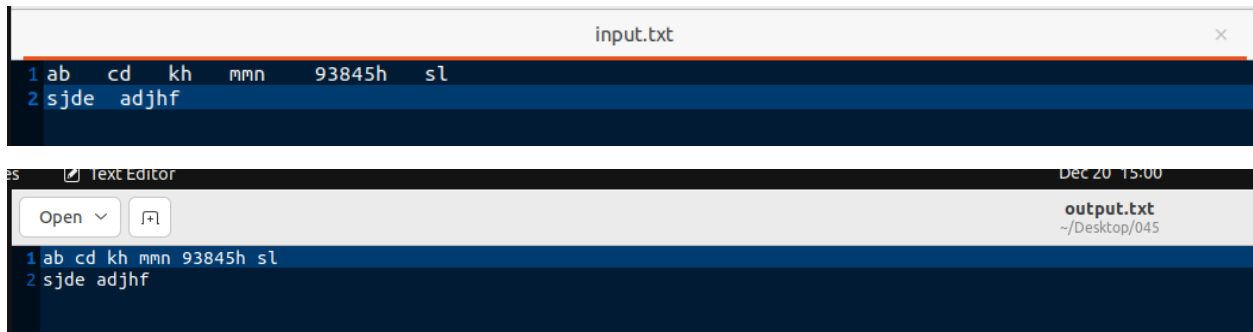 input.txt ×
1 ab   cd   kh   mmn    93845h   sl
2 sjde  adjhf
Text Editor Dec 20 15:00
Open output.txt
~/Desktop/045
1 ab cd kh mmn 93845h sl
2 sjde adjhf